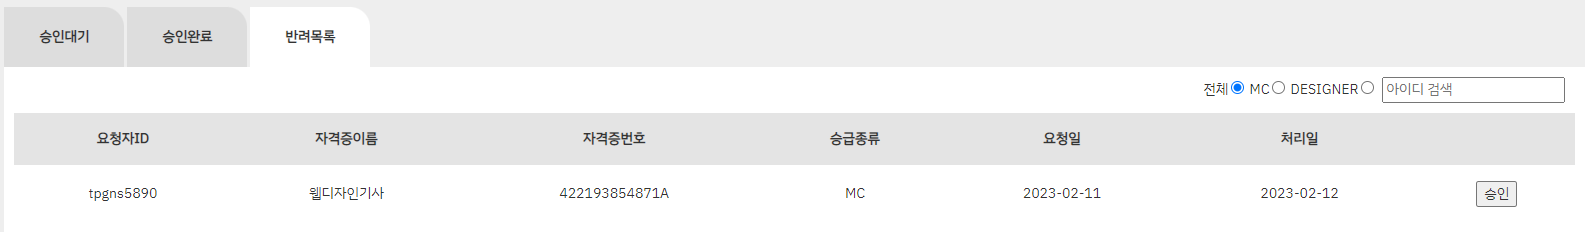 승인대기 승인완료 반려목록
전체 MC DESIGNER 아이디 검색
요청자ID 자격증이름 자격증번호 승급종류 요청일 처리일
tpgns5890 웹디자인기사 422193854871A MC 2023-02-11 2023-02-12 승인